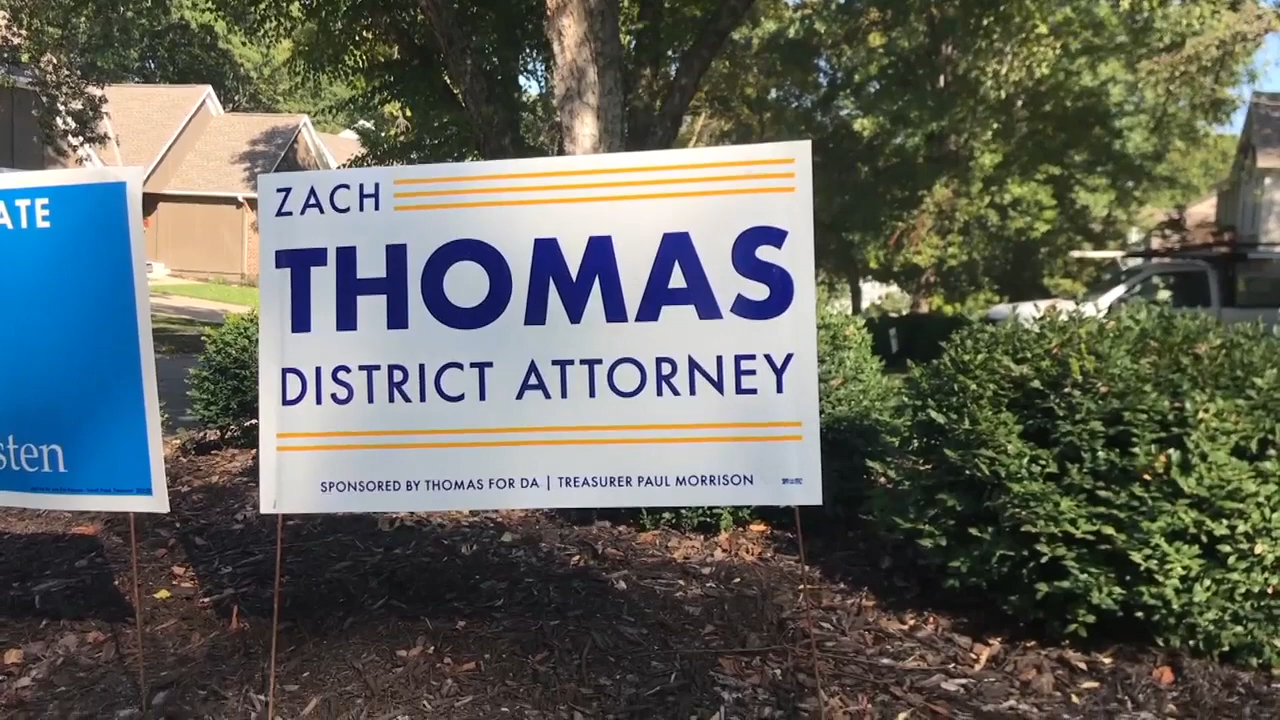 ATE
sten
ZACH
THOMAS
DISTRICT ATTORNEY
SPONSORED BY THOMAS FOR DA | TREASURER PAUL MORRISON